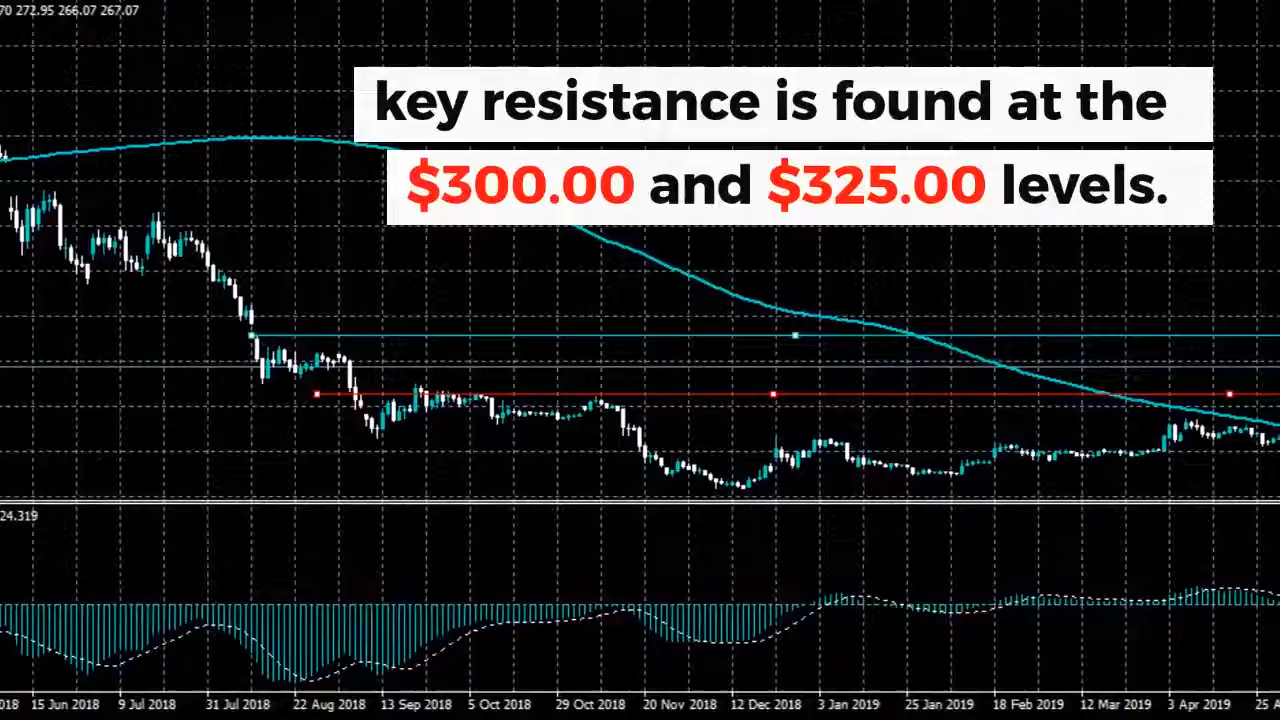 70 272.95 266.07 267.07
key resistance is found at the
$300.00 and $325.00 levels.
24.319
2018 15 Jun 2018 9 Jul 2018 31 Jul 2018 22 Aug 2018 13 Sep 2018 5 Oct 2018 29 Oct 2018 20 Nov 2018 12 Dec 2018 3 Jan 2019 25 Jan 2019 18 Feb 2019 12 Mar 2019 3 Apr 2019 25 A